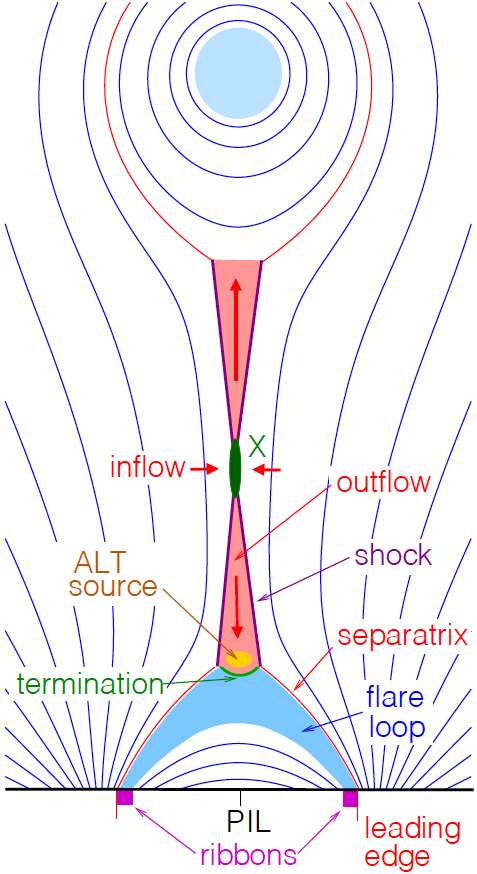 X
inflow
outflow
ALT
source
shock
separatrix
termination
flare
loop
PIL
ribbons
leading
edge